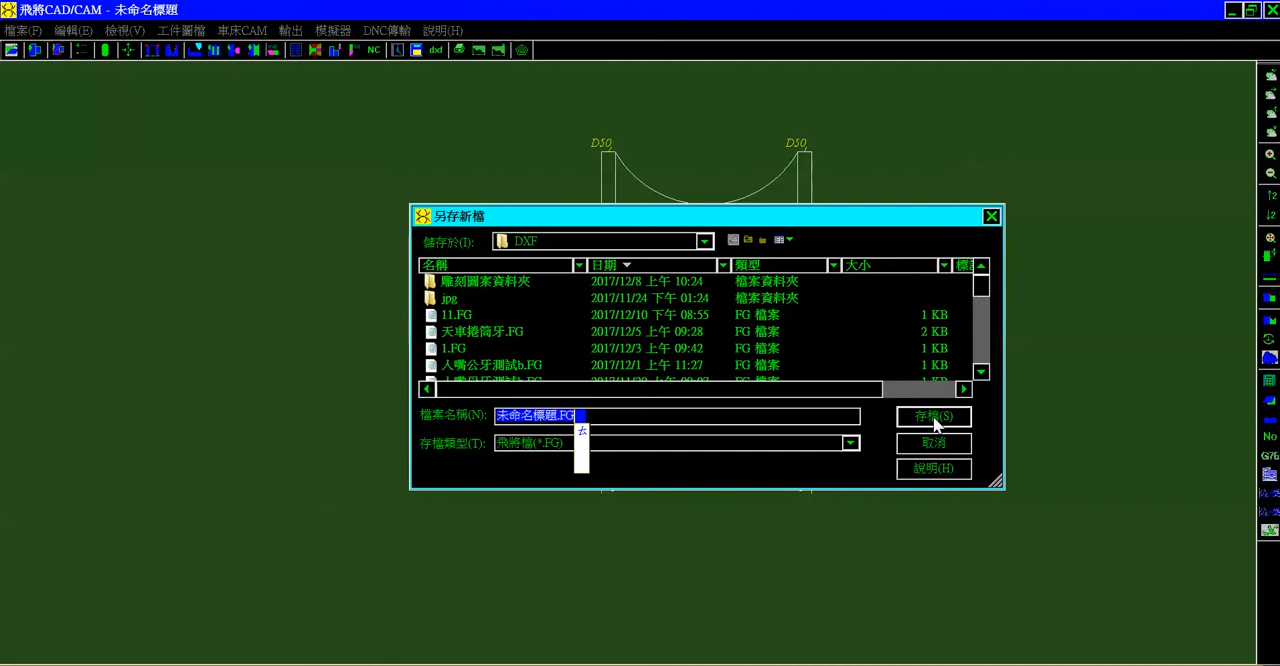 飛將CAD/CAM - 未命名標題
檔案(F) 編輯(E) 檢視(V) 工件圖檔 車床CAM 輸出 模擬器 DNC傳輸 說明(H)
NC dxd
D50 D50
另存新檔
儲存於(I): DXF
名稱 日期 類型 大小
雕刻圖案資料夾 2017/12/8 上午 10:24 檔案資料夾
jpg 2017/11/24 下午 01:24 檔案資料夾
11.FG 2017/12/10 下午 08:55 FG 檔案 1 KB
天車捲筒牙.FG 2017/12/5 上午 09:28 FG 檔案 2 KB
1.FG 2017/12/3 上午 09:42 FG 檔案 1 KB
入嘴公牙測試b.FG 2017/12/1 上午 11:27 FG 檔案 1 KB
檔案名稱(N): 未命名標題.FG 存檔(S)
ㄊ
存檔類型(T): 飛將檔(*.FG) 取消
說明(H)
No
G76